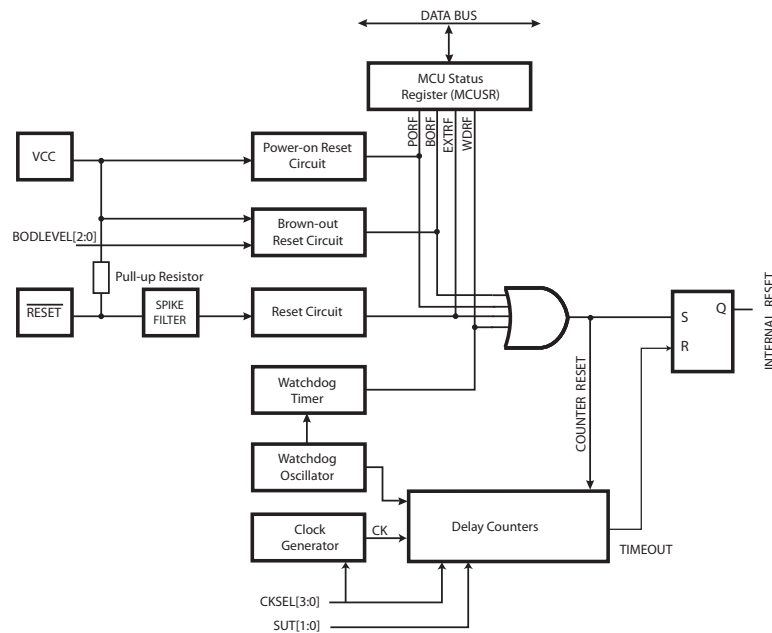 DATA BUS
MCU Status
Register (MCUSR)
PORF
BORF
EXTRF
WDRF
VCC
Power-on Reset
Circuit
BODLEVEL[2:0]
Brown-out
Reset Circuit
Pull-up Resistor
RESET
SPIKE
FILTER
Reset Circuit
S
Q
R
INTERNAL RESET
Watchdog
Timer
COUNTER RESET
Watchdog
Oscillator
Clock
Generator
CK
Delay Counters
TIMEOUT
CKSEL[3:0]
SUT[1:0]